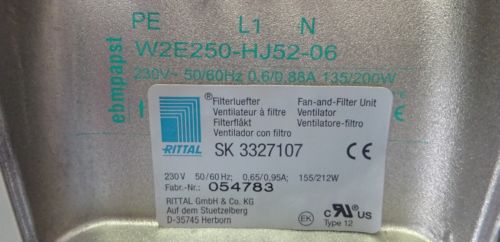 PE L1 N
W2E250-HJ52-06
230V~ 50/60Hz 0,6/0,88A 135/200W
ebmpapst
RITTAL
®Filterluefter
Ventilateur à filtre
Filterfläkt
Ventilador con filtro
Fan-and-Filter Unit
Ventilator
Ventilatore-filtro
SK 3327107 CE
230 V 50/60 Hz; 0,65/0,95A; 155/212W
Fabr.-Nr.: 054783
RITTAL GmbH & Co. KG
Auf dem Stuetzelberg
D-35745 Herborn
EK
c RU US
Type 12